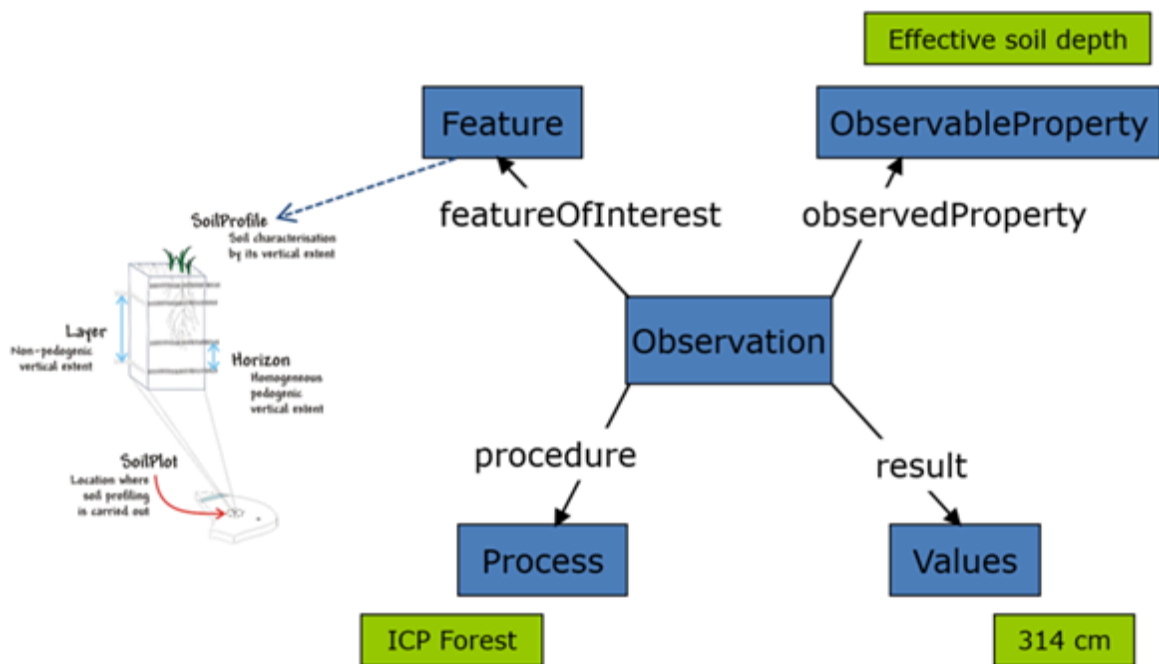 Effective soil depth
Feature
ObservableProperty
featureOfInterest
observedProperty
SoilProfile
Soil characterisation
by its vertical extent
Layer
Non-pedogenic
vertical extent
Horizon
Homogeneous
pedogenic
vertical extent
Observation
SoilPlot
Location where
soil profiling
is carried out
procedure
result
Process
Values
ICP Forest
314 cm